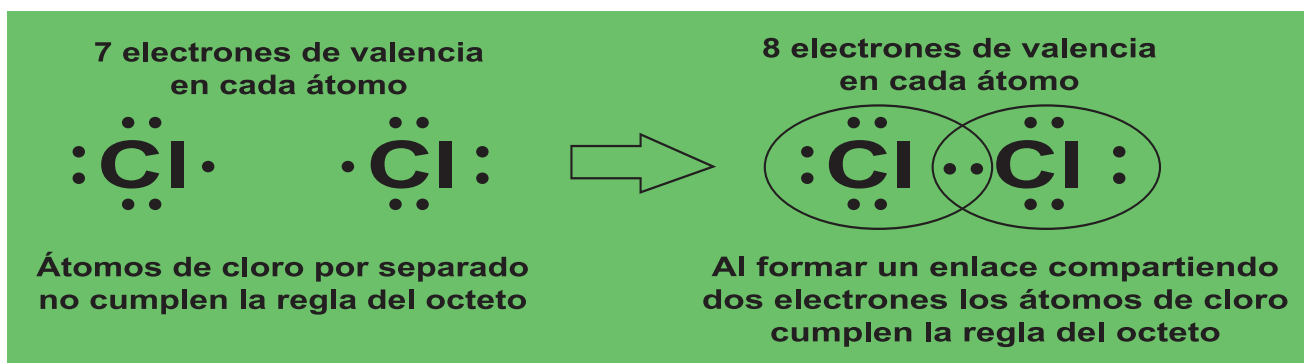 7 electrones de valencia
en cada átomo
Cl
Cl
Átomos de cloro por separado
no cumplen la regla del octeto
8 electrones de valencia
en cada átomo
Cl
Cl
Al formar un enlace compartiendo
dos electrones los átomos de cloro
cumplen la regla del octeto